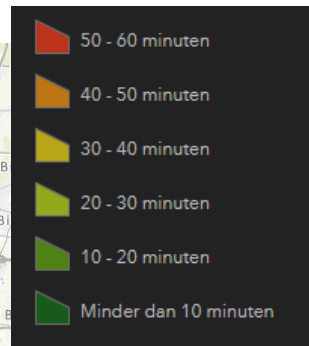 50 - 60 minuten
40 - 50 minuten
30 - 40 minuten
20 - 30 minuten
10 - 20 minuten
Minder dan 10 minuten